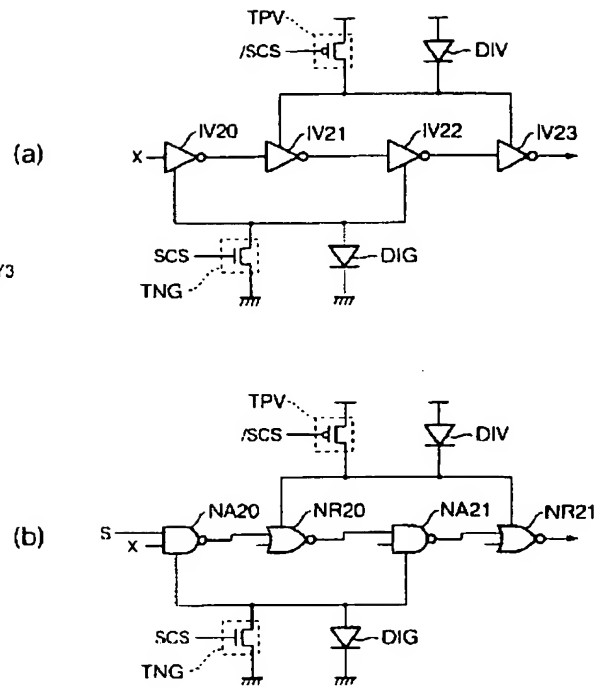 TPV
/SCS
DIV
IV20
IV21
IV22
IV23
(a)
X
SCS
DIG
TNG
Y3
TPV
/SCS
DIV
NA20
NR20
NA21
NR21
(b)
S
X
SCS
DIG
TNG